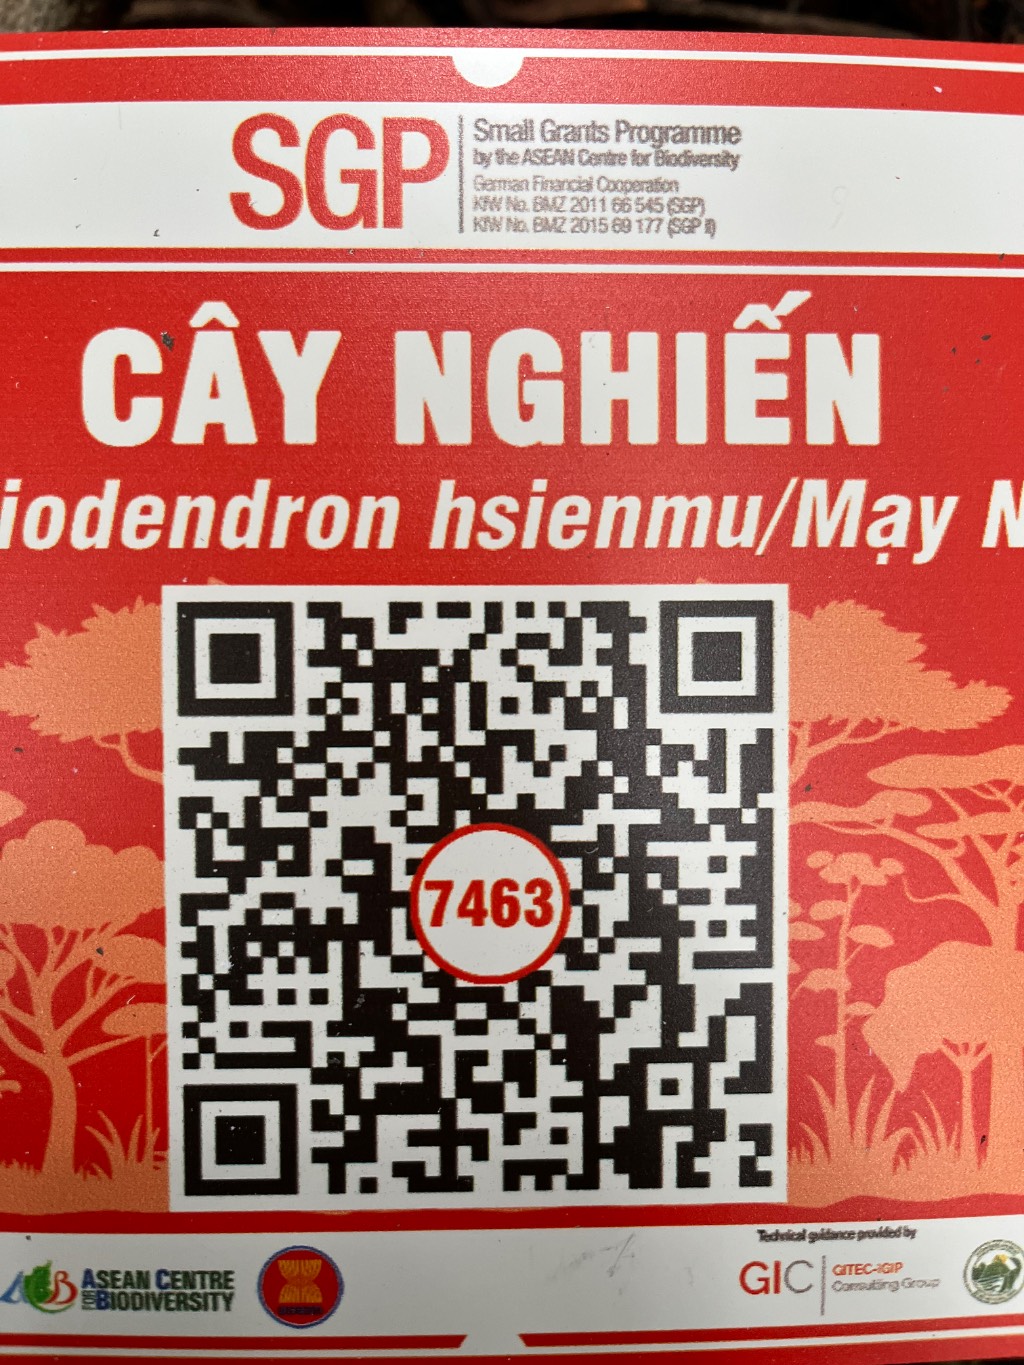 SGP
Small Grants Programme
by the ASEAN Centre for Biodiversity
German Financial Cooperation
KfW No. BMZ 2011 66 545 (SGP)
KfW No. BMZ 2015 69 177 (SGP II)
CÂY NGHIẾN
iodendron hsienmu/Mạy N
7463
ACB
ASEAN CENTRE
FOR BIODIVERSITY
Technical guidance provided by
GIC
GITEC-IGIP
Consulting Group